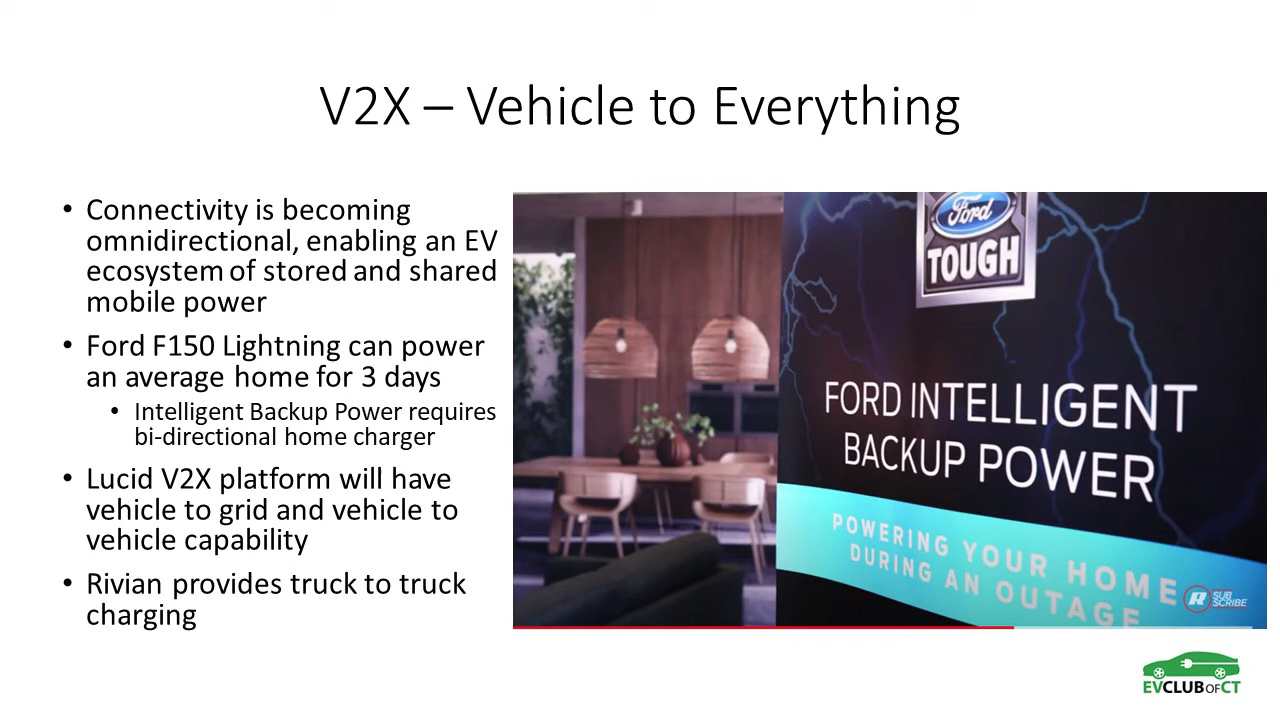 V2X – Vehicle to Everything
• Connectivity is becoming
omnidirectional, enabling an EV
ecosystem of stored and shared
mobile power
• Ford F150 Lightning can power
an average home for 3 days
• Intelligent Backup Power requires
bi-directional home charger
• Lucid V2X platform will have
vehicle to grid and vehicle to
vehicle capability
• Rivian provides truck to truck
charging
Ford
TOUGH
FORD INTELLIGENT
BACKUP POWER
POWERING YOUR HOME
DURING AN OUTAGE
R SUB
SCRIBE
EVCLUBOFCT